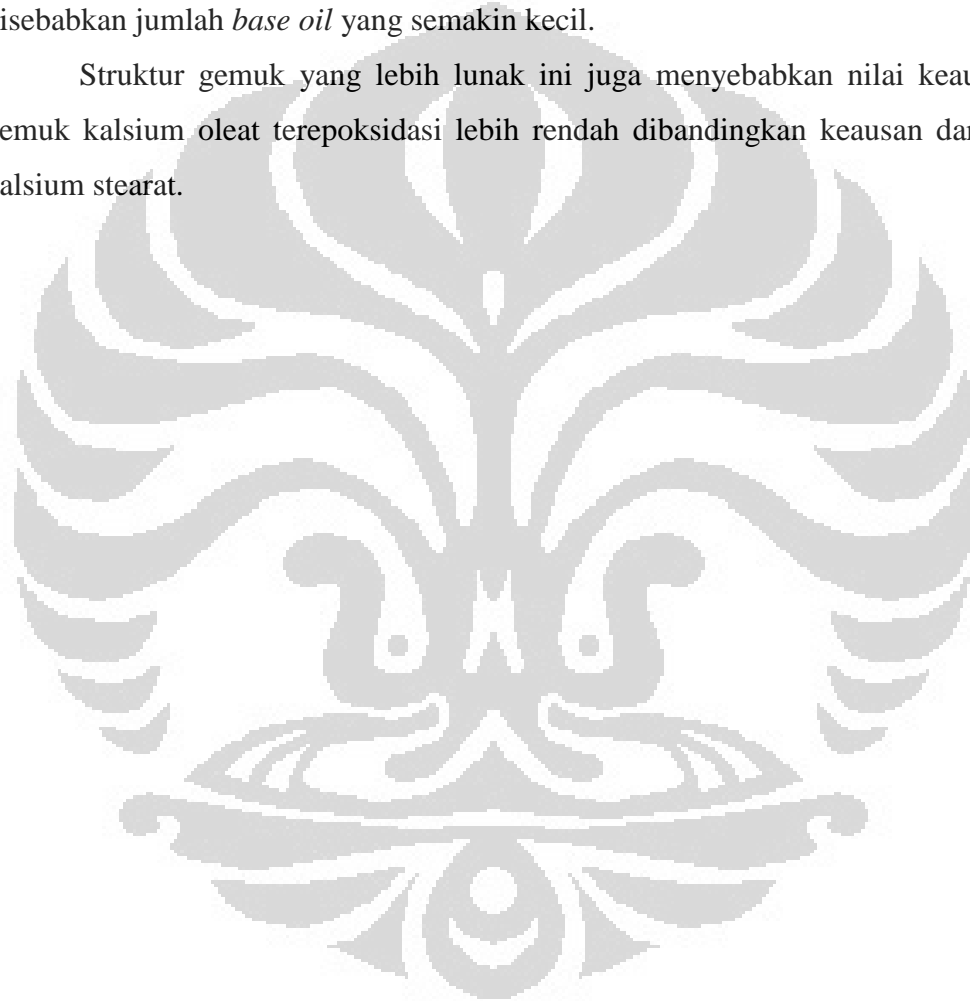 isebabkan jumlah base oil yang semakin kecil.
Struktur gemuk yang lebih lunak ini juga menyebabkan nilai keau
emuk kalsium oleat terepoksidasi lebih rendah dibandingkan keausan dar
alsium stearat.